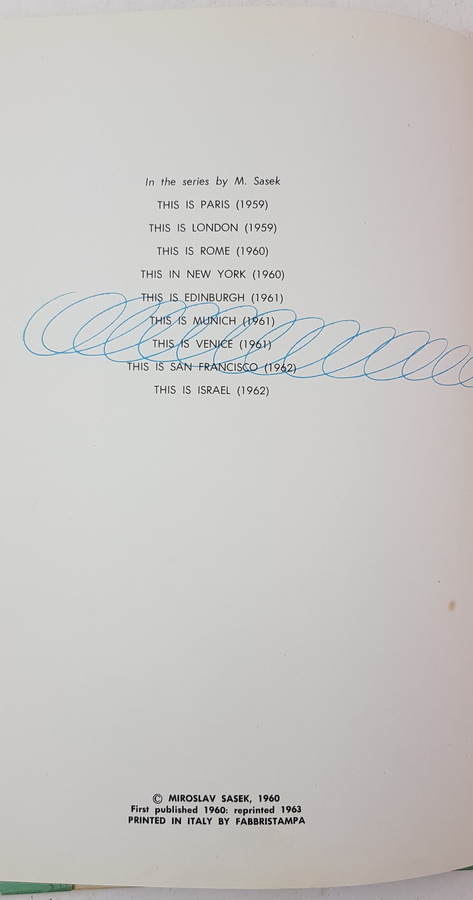 In the series by M. Sasek
THIS IS PARIS (1959)
THIS IS LONDON (1959)
THIS IS ROME (1960)
THIS IN NEW YORK (1960)
THIS IS EDINBURGH (1961)
THIS IS MUNICH (1961)
THIS IS VENICE (1961)
THIS IS SAN FRANCISCO (1962)
THIS IS ISRAEL (1962)
© MIROSLAV SASEK, 1960
First published 1960: reprinted 1963
PRINTED IN ITALY BY FABBRISTAMPA